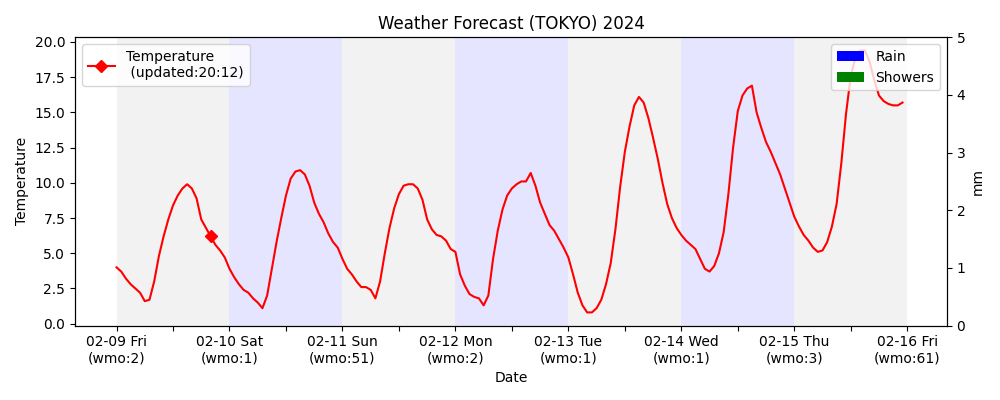 Weather Forecast (TOKYO) 2024
Temperature
(updated:20:12)
Rain
Showers
20.0
17.5
15.0
12.5
10.0
7.5
5.0
2.5
0.0
Temperature
5
4
3
2
1
0
mm
02-09 Fri
(wmo:2)
02-10 Sat
(wmo:1)
02-11 Sun
(wmo:51)
02-12 Mon
(wmo:2)
02-13 Tue
(wmo:1)
02-14 Wed
(wmo:1)
02-15 Thu
(wmo:3)
02-16 Fri
(wmo:61)
Date